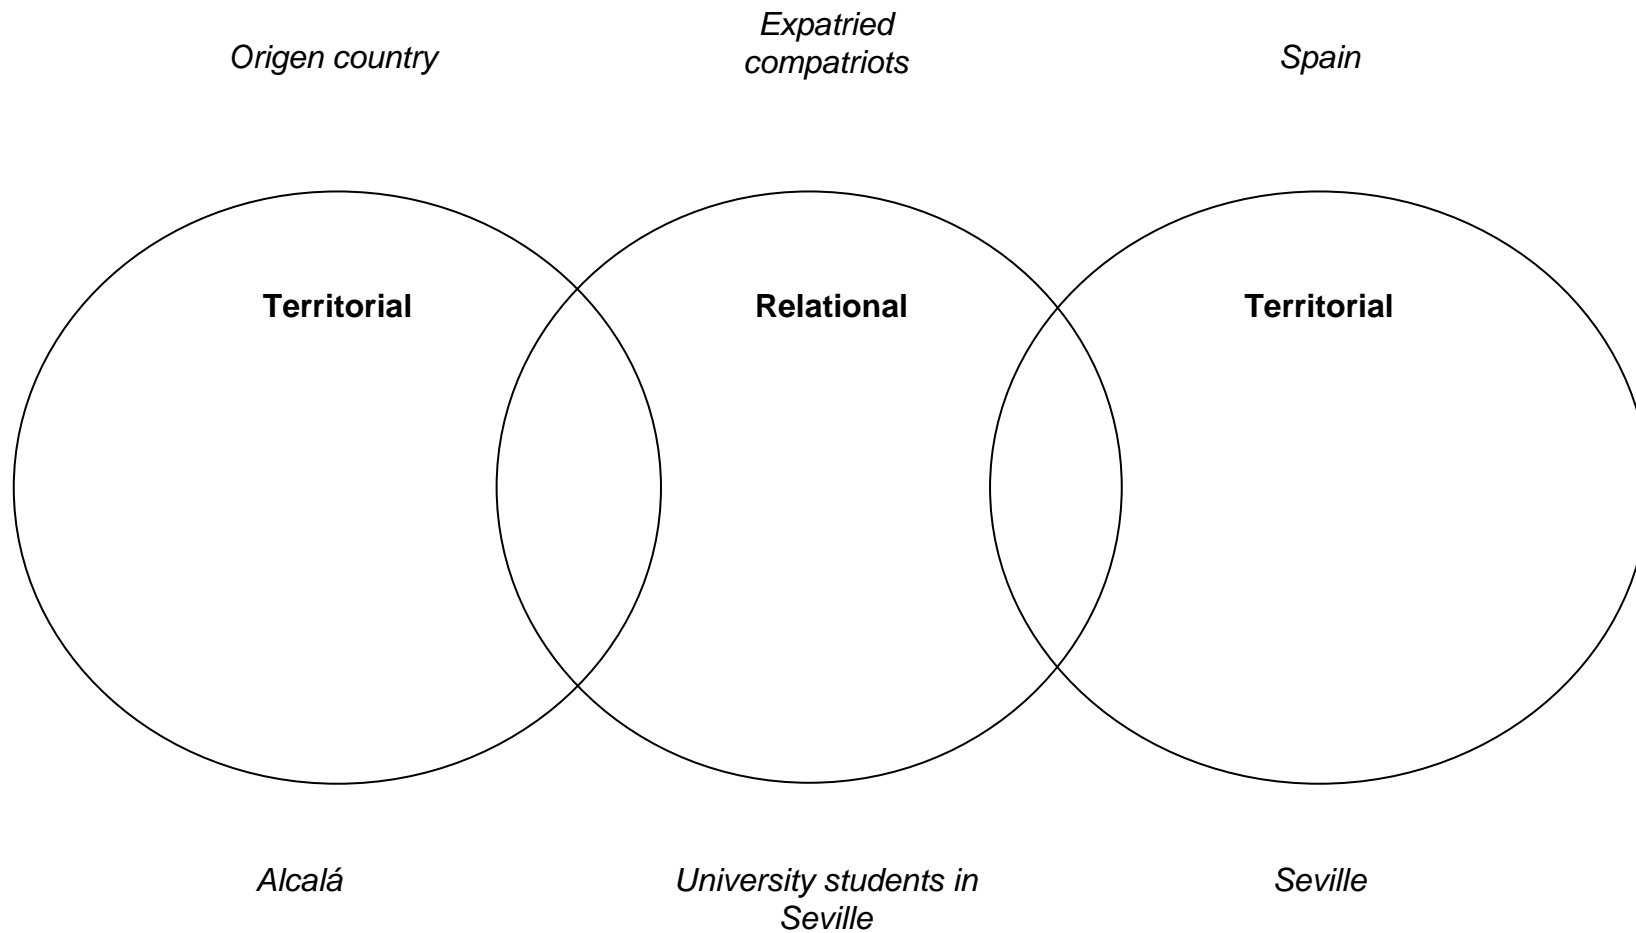 Origen country
Expatried
compatriots
Spain
Territorial
Relational
Territorial
Alcalá
University students in
Seville
Seville